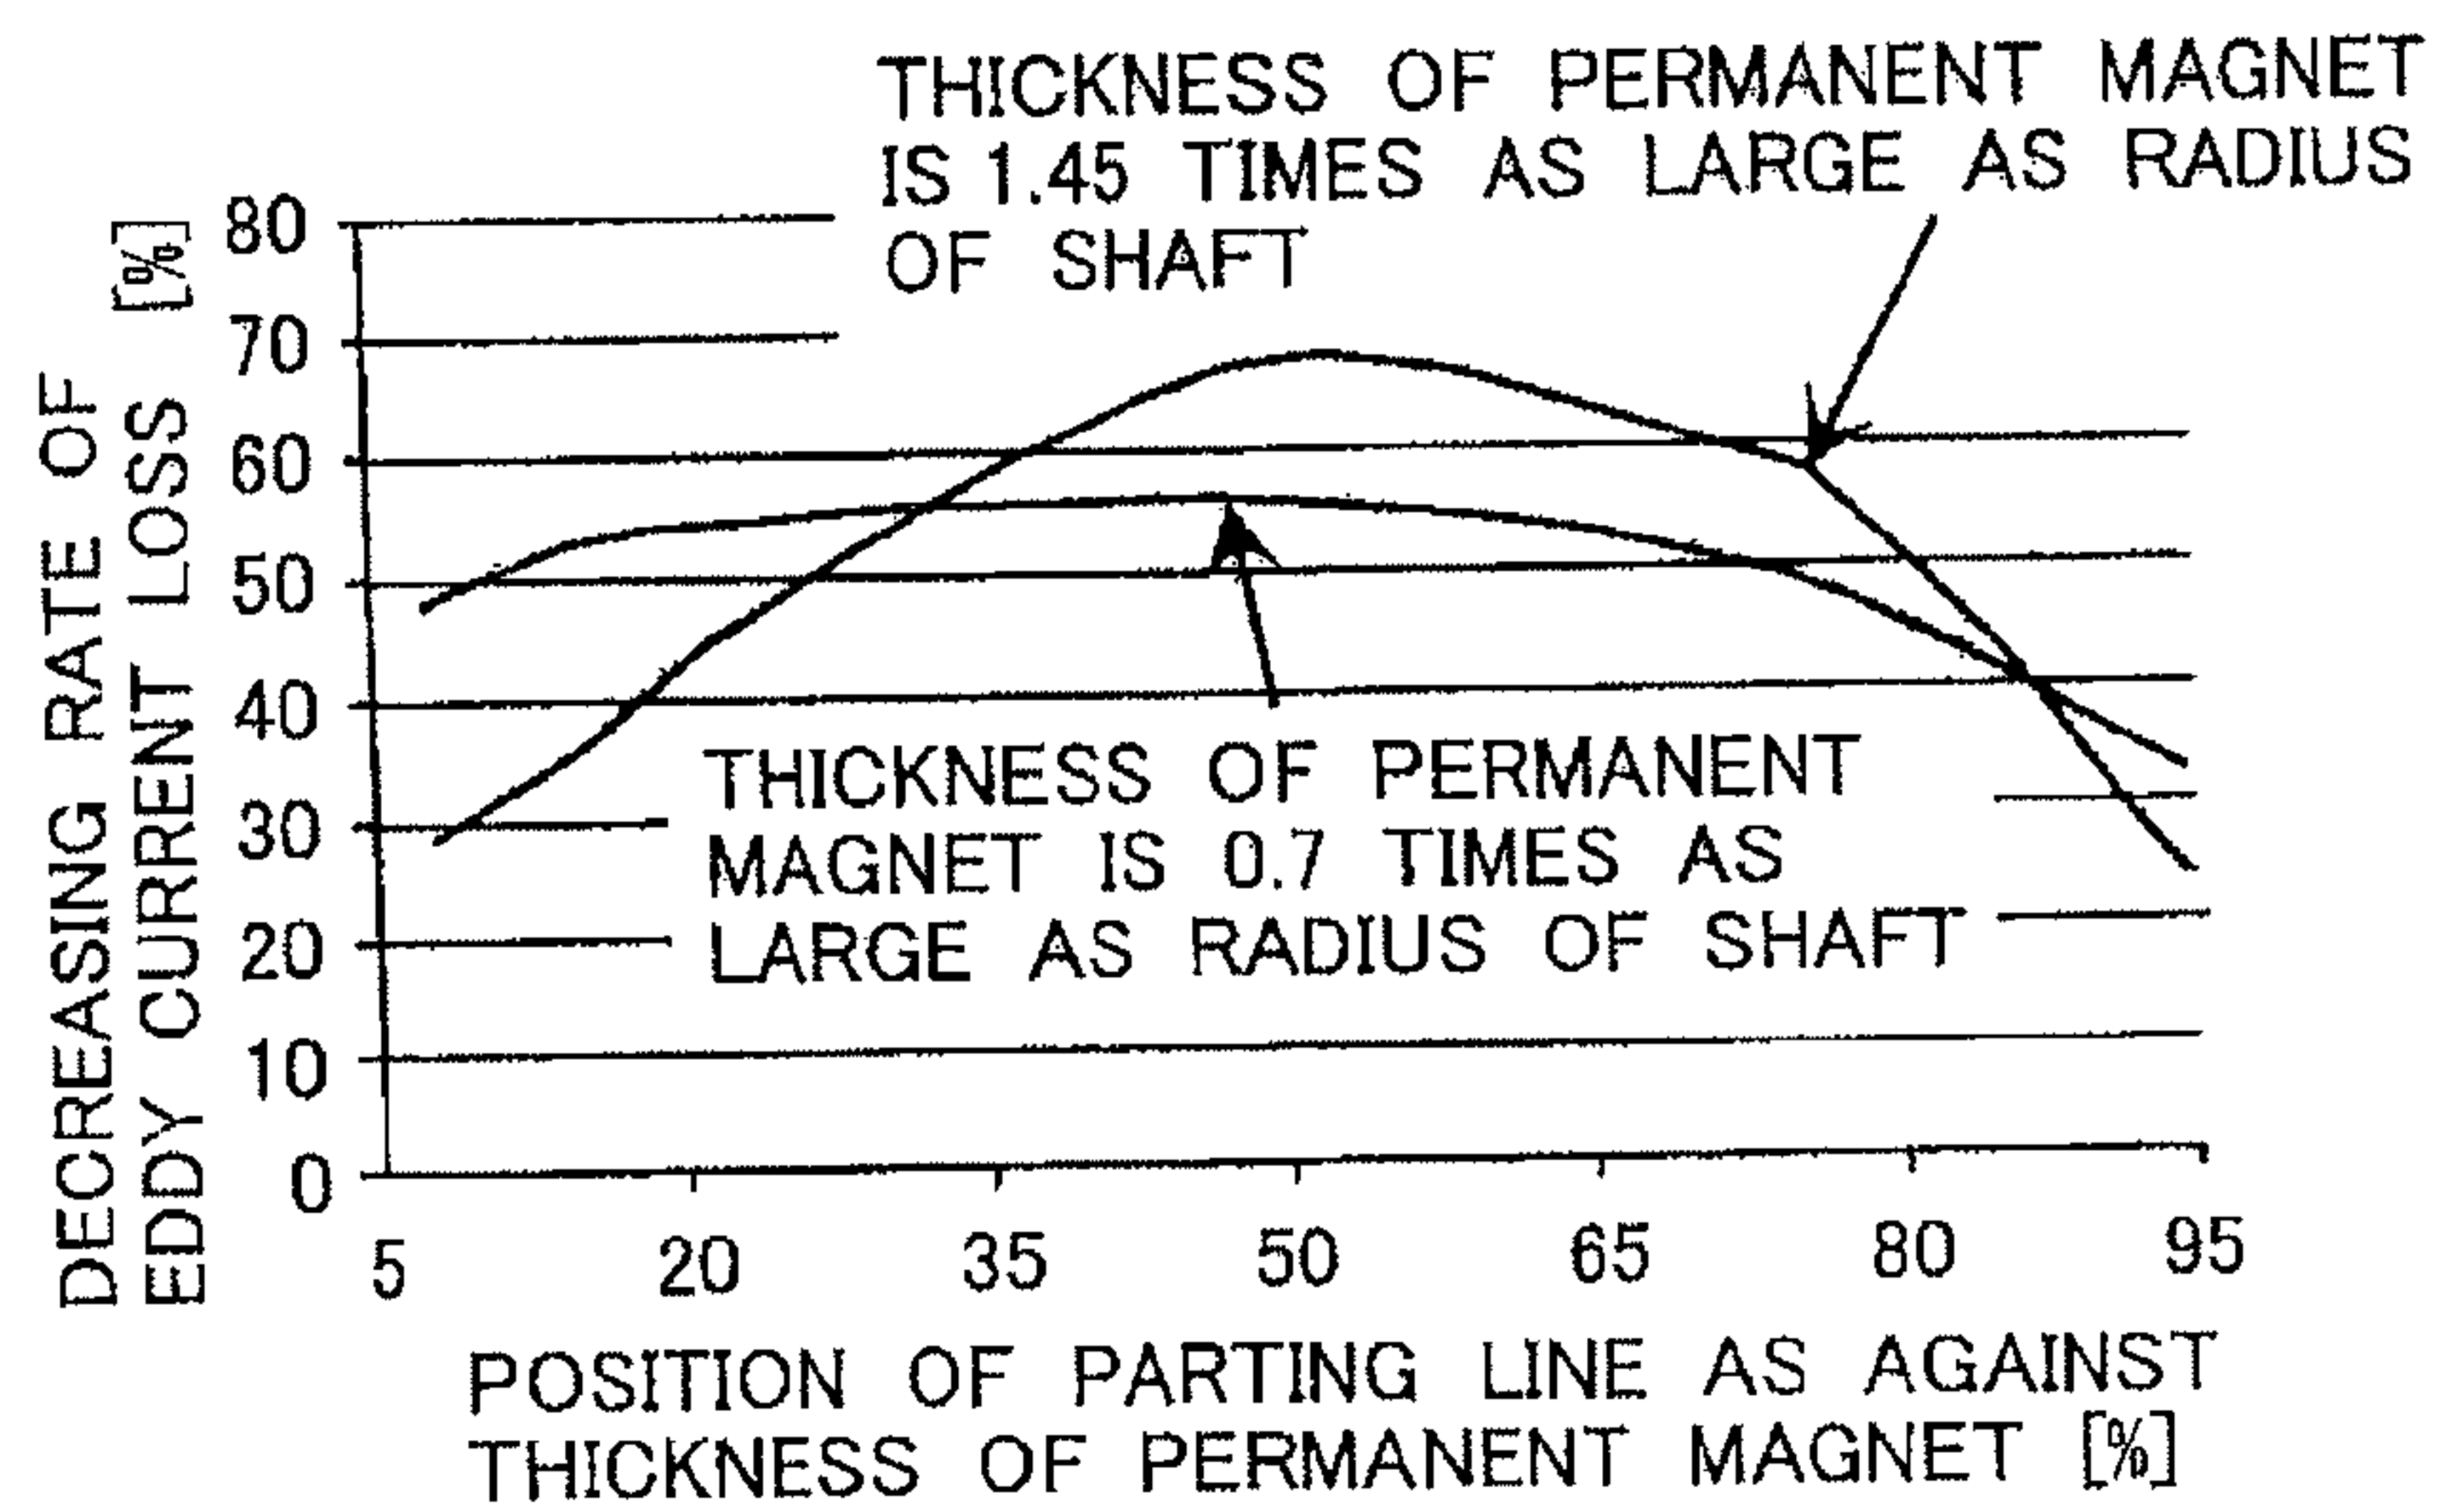 THICKNESS OF PERMANENT MAGNET
IS 1.45 TIMES AS LARGE AS RADIUS
OF SHAFT
DECREASING RATE OF
EDDY CURRENT LOSS [%]
80
70
60
50
40
30
20
10
0
THICKNESS OF PERMANENT
MAGNET IS 0.7 TIMES AS
LARGE AS RADIUS OF SHAFT
5 20 35 50 65 80 95
POSITION OF PARTING LINE AS AGAINST
THICKNESS OF PERMANENT MAGNET [%]